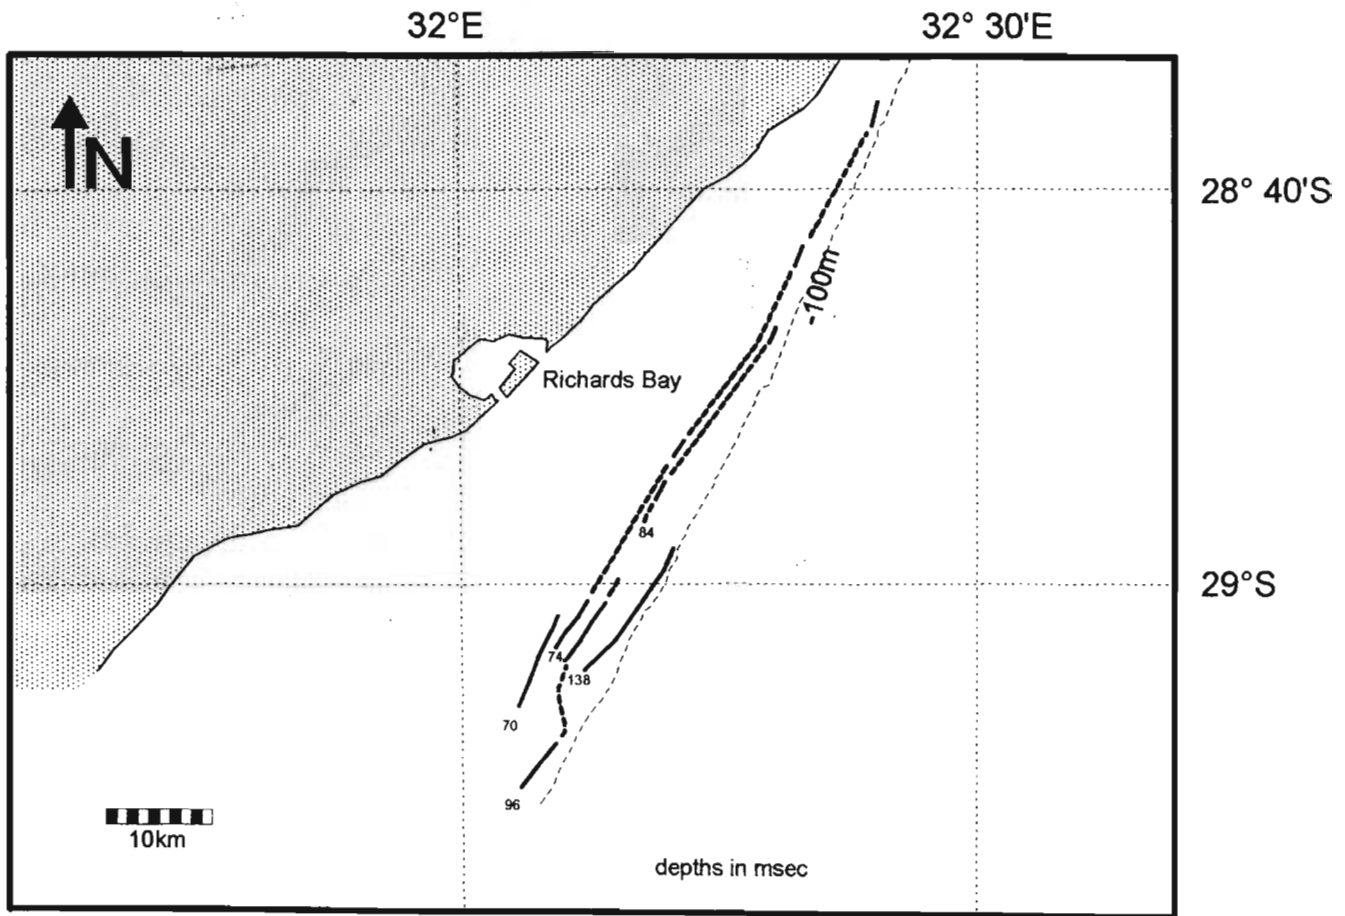 32°E
32° 30'E
N
28° 40'S
-100m
Richards Bay
84
29°S
74
138
70
96
10km
depths in msec